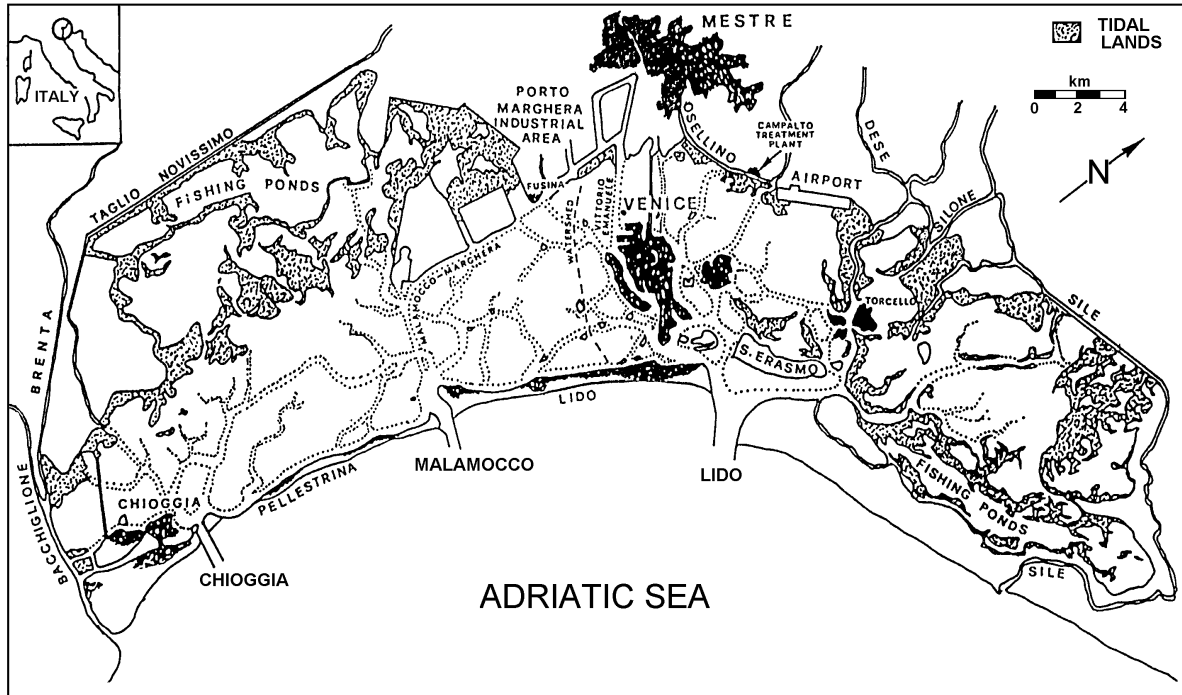 MESTRE
TIDAL
LANDS
km
0 2 4
N
ITALY
PORTO
MARGHERA
INDUSTRIAL
AREA
OSELLINO
CAMPALTO
TREATMENT
PLANT
DESE
AIRPORT
TAGLIO NOVISSIMO
FISHING PONDS
FUSINA
WATERSHED
VITTORIO
EMANUELE
VENICE
SILONE
MALAMOCCO-MARGHERA
TORCELLO
SILE
BRENTA
S. ERASMO
LIDO
MALAMOCCO
LIDO
PELLESTRINA
FISHING PONDS
BACCHIGLIONE
CHIOGGIA
CHIOGGIA
SILE
ADRIATIC SEA